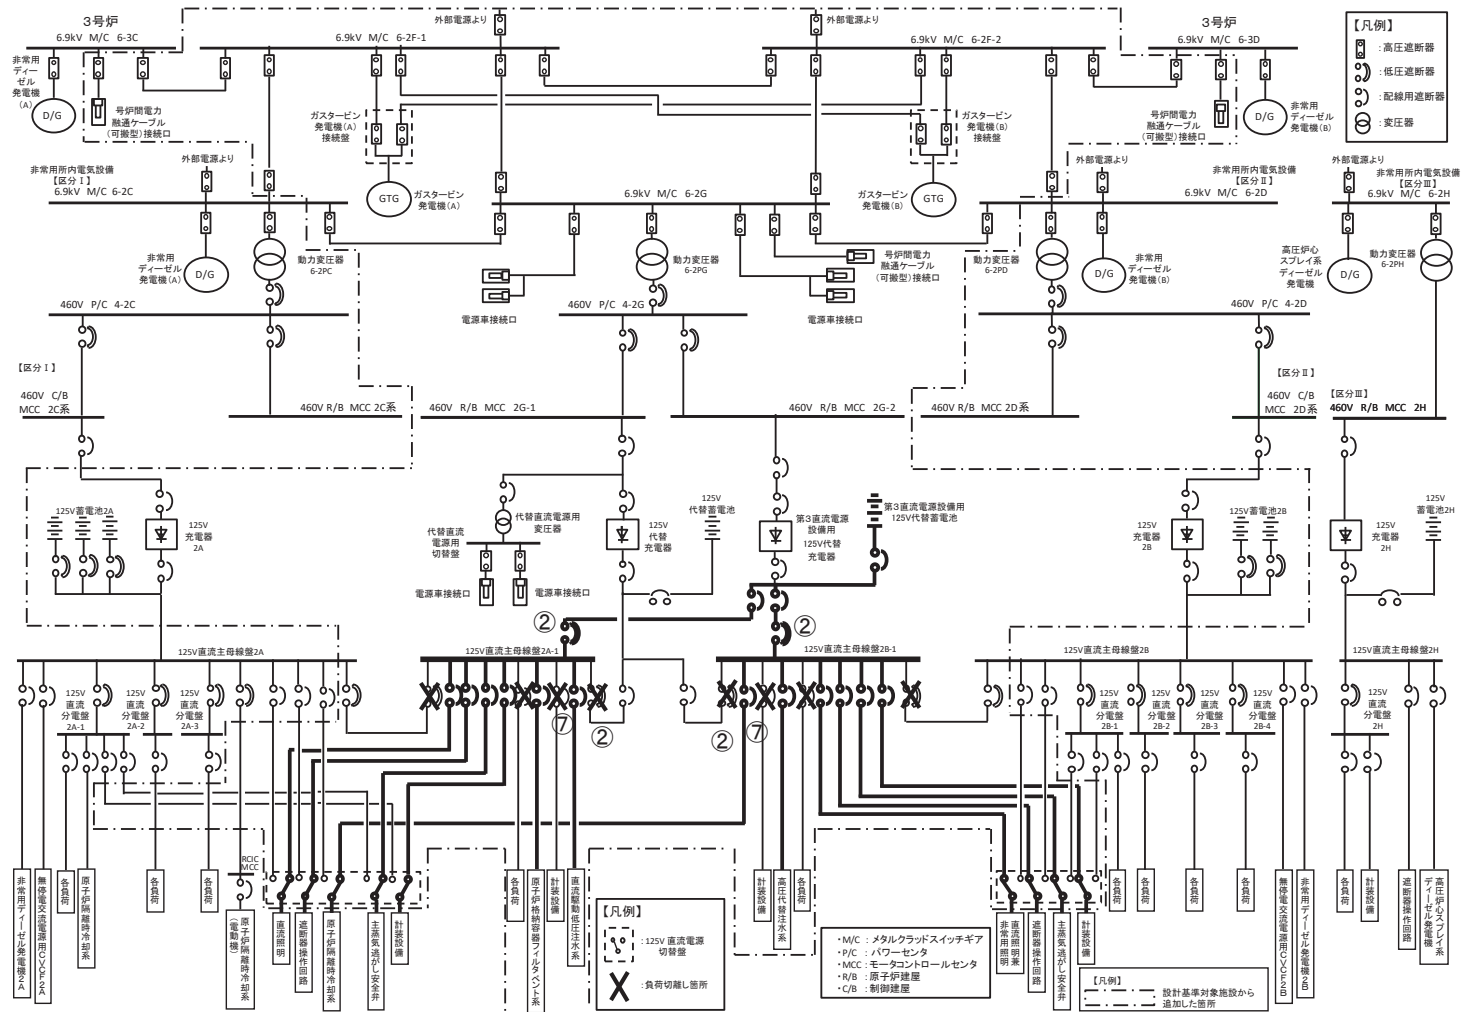 3号炉
6.9kV M/C 6-3C
外部電源より
6.9kV M/C 6-2F-1
外部電源より
6.9kV M/C 6-2F-2
3号炉
6.9kV M/C 6-3D
【凡例】
:高圧遮断器
:低圧遮断器
:配線用遮断器
:変圧器
非常用
ディー
ゼル
発電機
(A)
D/G
号炉間電力
融通ケーブル
(可搬型)接続口
ガスタービン
発電機(A)
接続盤
ガスタービン
発電機(B)
接続盤
号炉間電力
融通ケーブル
(可搬型)接続口
D/G
非常用
ディーゼル
発電機(B)
非常用所内電気設備
【区分Ⅰ】
6.9kV M/C 6-2C
外部電源より
GTG
ガスタービン
発電機(A)
6.9kV M/C 6-2G
ガスタービン
発電機(B)
GTG
外部電源より
非常用所内電気設備
【区分Ⅱ】
6.9kV M/C 6-2D
外部電源より
非常用所内電気設備
【区分Ⅲ】
6.9kV M/C 6-2H
非常用
ディーゼル
発電機(A)
D/G
動力変圧器
6-2PC
動力変圧器
6-2PG
号炉間電力
融通ケーブル
(可搬型)接続口
動力変圧器
6-2PD
D/G
非常用
ディーゼル
発電機(B)
高圧炉心
スプレイ系
ディーゼル
発電機
D/G
動力変圧器
6-2PH
電源車接続口
電源車接続口
460V P/C 4-2C
460V P/C 4-2G
460V P/C 4-2D
【区分Ⅰ】
460V C/B
MCC 2C系
460V R/B MCC 2C系
460V R/B MCC 2G-1
460V R/B MCC 2G-2
460V R/B MCC 2D系
【区分Ⅱ】
460V C/B
MCC 2D系
【区分Ⅲ】
460V R/B MCC 2H
125V蓄電池2A
125V
充電器
2A
代替直流
電源用
切替盤
代替直流電源用
変圧器
電源車接続口
電源車接続口
125V
代替
充電器
125V
代替蓄電池
第3直流電源
設備用
125V代替
充電器
第3直流電源設備用
125V代替蓄電池
125V
充電器
2B
125V蓄電池2B
125V
充電器
2H
125V
蓄電池2H
②
②
125V直流主母線盤2A
125V直流主母線盤2A-1
125V直流主母線盤2B-1
125V直流主母線盤2B
125V直流主母線盤2H
125V
直流
分電盤
2A-1
125V
直流
分電盤
2A-2
125V
直流
分電盤
2A-3
⑦
②
②
⑦
125V
直流
分電盤
2B-1
125V
直流
分電盤
2B-2
125V
直流
分電盤
2B-3
125V
直流
分電盤
2B-4
125V
直流
分電盤
2H
RCIC
MCC
非常用ディーゼル発電機2A
無停電交流電源用CVCF2A
各負荷
原子炉隔離時冷却系
各負荷
各負荷
原子炉隔離時冷却系
(電動機)
直流照明
遮断器操作回路
原子炉隔離時冷却系
主蒸気逃がし安全弁
計装設備
各負荷
原子炉格納容器フィルタベント系
計装設備
直流駆動低圧注水系
【凡例】
:125V 直流電源
切替盤
:負荷切離し箇所
計装設備
高圧代替注水系
各負荷
・M/C : メタルクラッドスイッチギア
・P/C : パワーセンタ
・MCC : モータコントロールセンタ
・R/B : 原子炉建屋
・C/B : 制御建屋
直流照明兼
非常用照明
遮断器操作回路
主蒸気逃がし安全弁
計装設備
各負荷
各負荷
各負荷
各負荷
無停電交流電源用CVCF2B
非常用ディーゼル発電機2B
各負荷
計装設備
遮断器操作回路
高圧炉心スプレイ系
ディーゼル発電機
【凡例】
設計基準対象施設から
追加した箇所